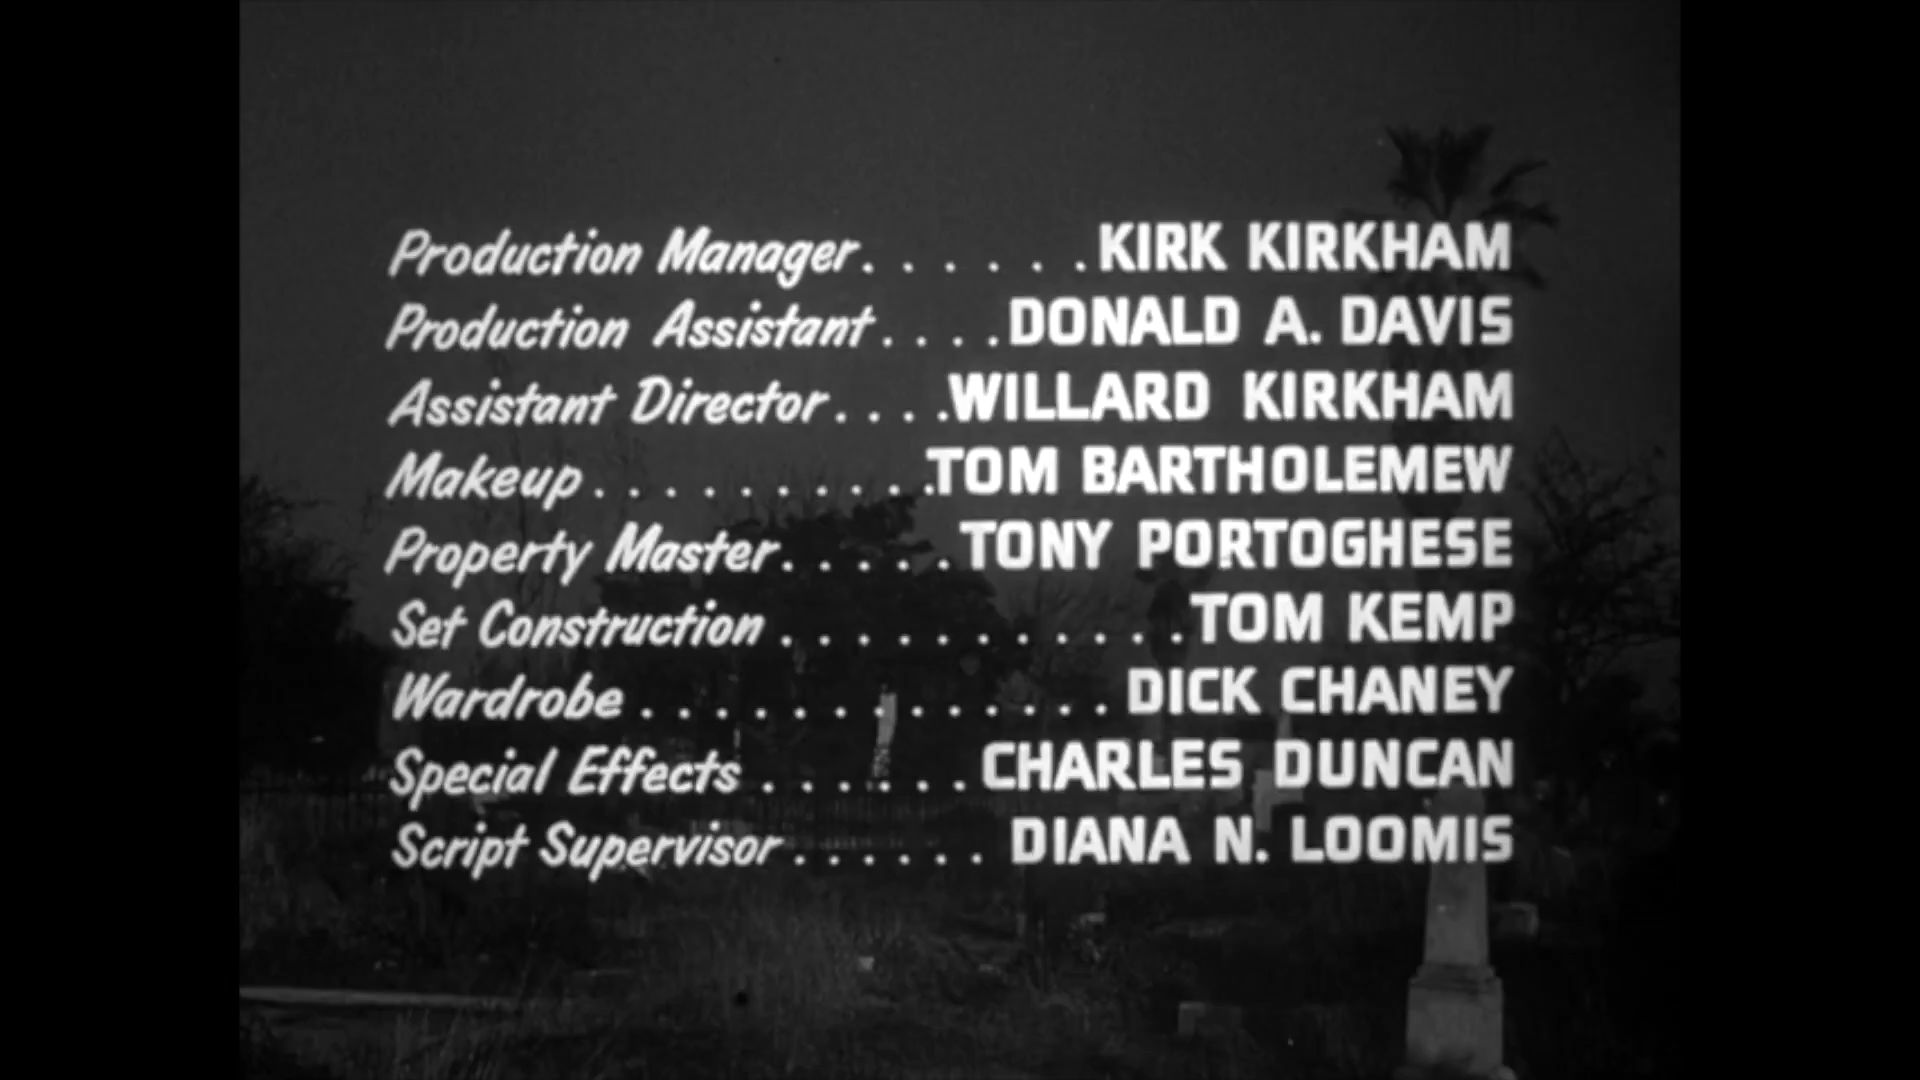 Production Manager. . . . . .KIRK KIRKHAM
Production Assistant. . . .DONALD A. DAVIS
Assistant Director. . . .WILLARD KIRKHAM
Makeup. . . . . . . . . .TOM BARTHOLEMEW
Property Master. . . . .TONY PORTOGHESE
Set Construction . . . . . . . . . . .TOM KEMP
Wardrobe . . . . . . . . . . . . . DICK CHANEY
Special Effects . . . . . . CHARLES DUNCAN
Script Supervisor . . . . . . DIANA N. LOOMIS